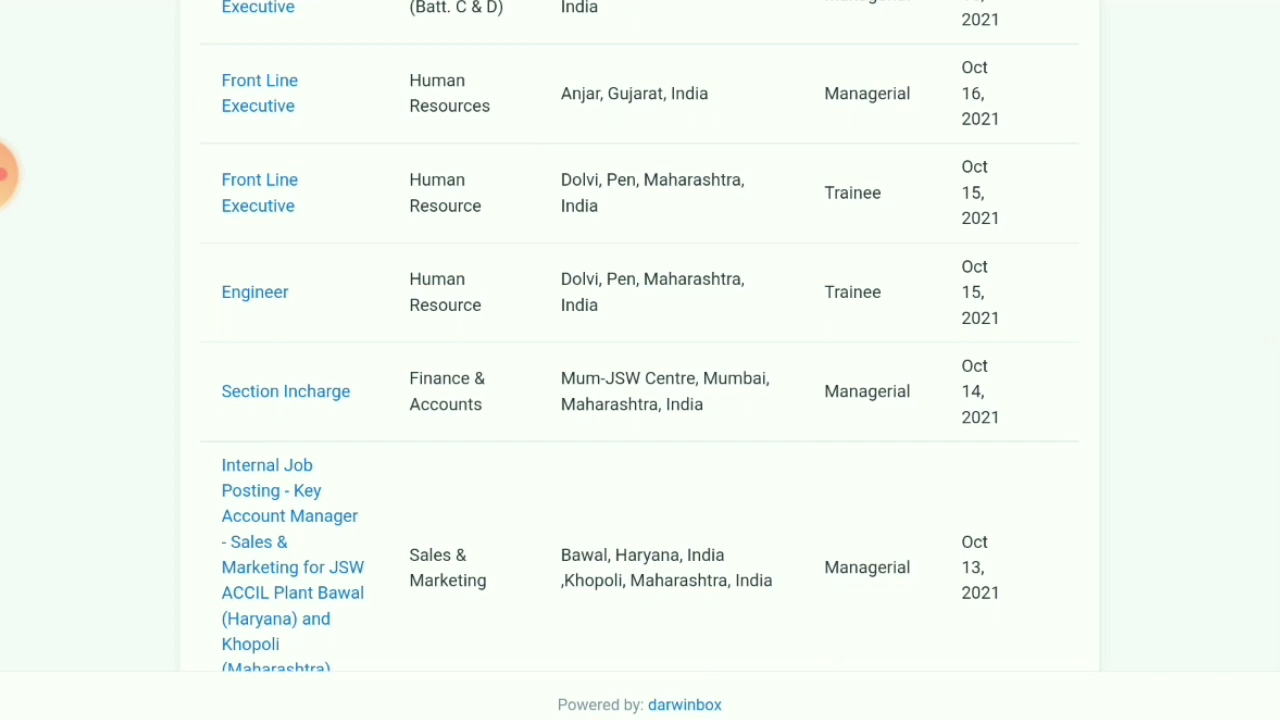 Executive
(Batt. C & D)
India
2021
Front Line
Executive
Human
Resources
Anjar, Gujarat, India
Managerial
Oct
16,
2021
Front Line
Executive
Human
Resource
Dolvi, Pen, Maharashtra,
India
Trainee
Oct
15,
2021
Engineer
Human
Resource
Dolvi, Pen, Maharashtra,
India
Trainee
Oct
15,
2021
Section Incharge
Finance &
Accounts
Mum-JSW Centre, Mumbai,
Maharashtra, India
Managerial
Oct
14,
2021
Internal Job
Posting - Key
Account Manager
- Sales &
Marketing for JSW
ACCIL Plant Bawal
(Haryana) and
Khopoli
(Maharashtra)
Sales &
Marketing
Bawal, Haryana, India
,Khopoli, Maharashtra, India
Managerial
Oct
13,
2021
Powered by: darwinbox